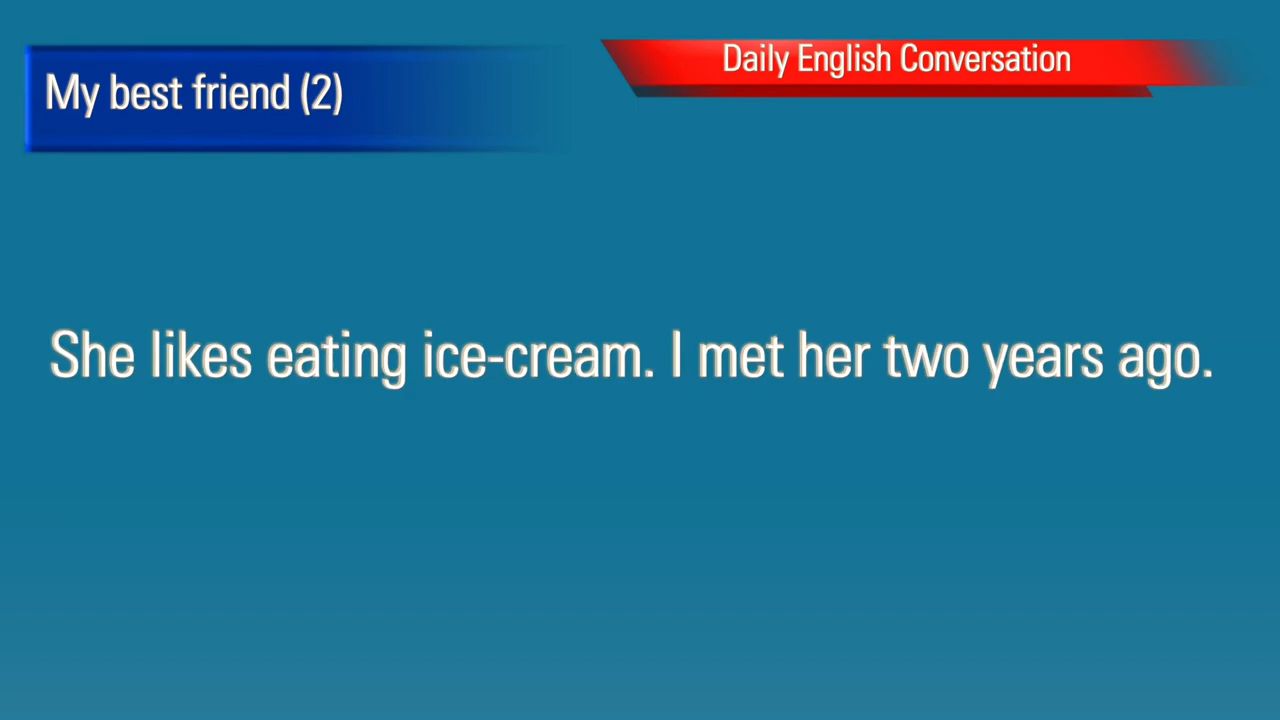 Daily English Conversation
My best friend (2)
She likes eating ice-cream. I met her two years ago.